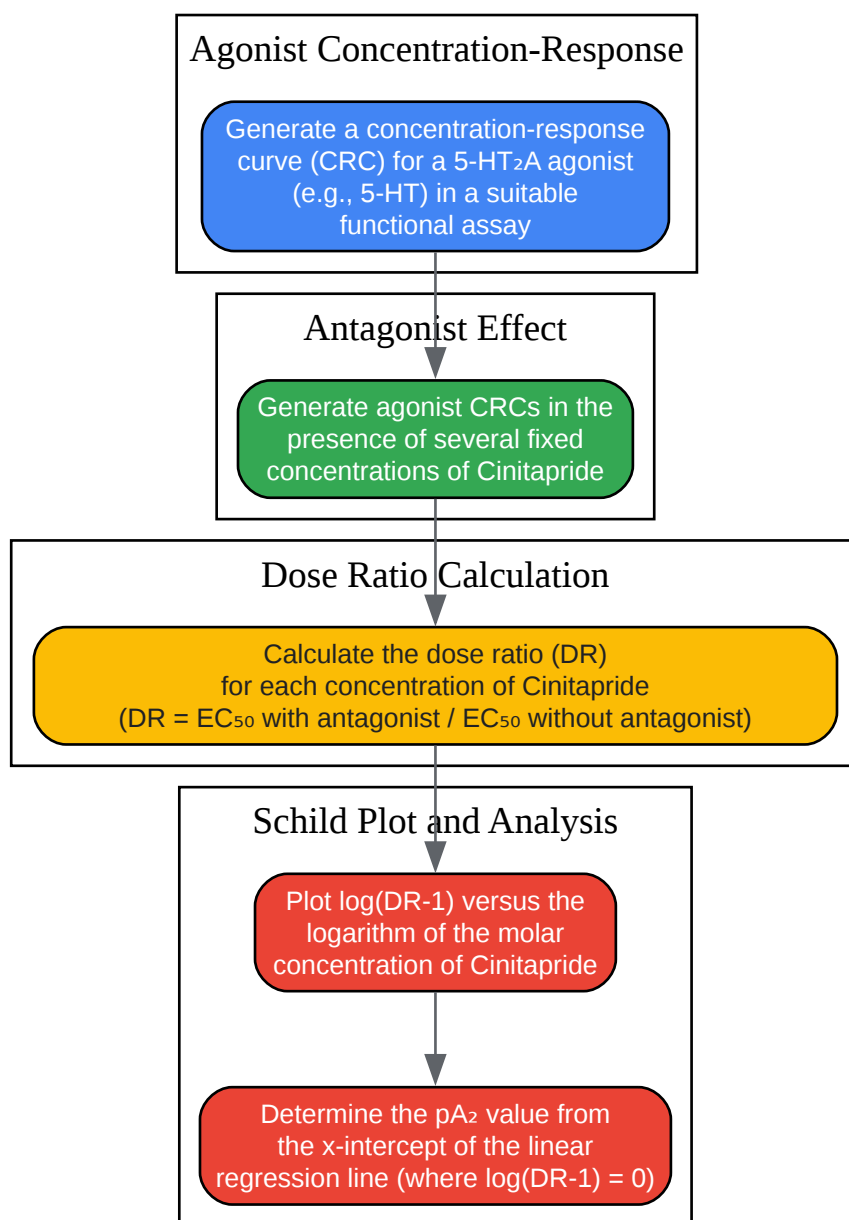 Agonist Concentration-Response
Generate a concentration-response
curve (CRC) for a 5-HT₂A agonist
(e.g., 5-HT) in a suitable
functional assay
Antagonist Effect
Generate agonist CRCs in the
presence of several fixed
concentrations of Cinitapride
Dose Ratio Calculation
Calculate the dose ratio (DR)
for each concentration of Cinitapride
(DR = EC₅₀ with antagonist / EC₅₀ without antagonist)
Schild Plot and Analysis
Plot log(DR-1) versus the
logarithm of the molar
concentration of Cinitapride
Determine the pA₂ value from
the x-intercept of the linear
regression line (where log(DR-1) = 0)